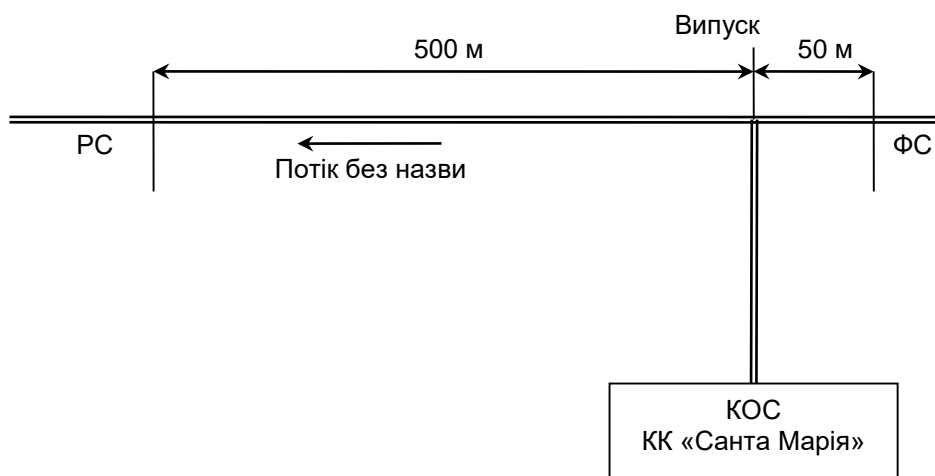 Випуск
500 м
50 м
РС
ФС
Потік без назви
КОС
КК «Санта Марія»